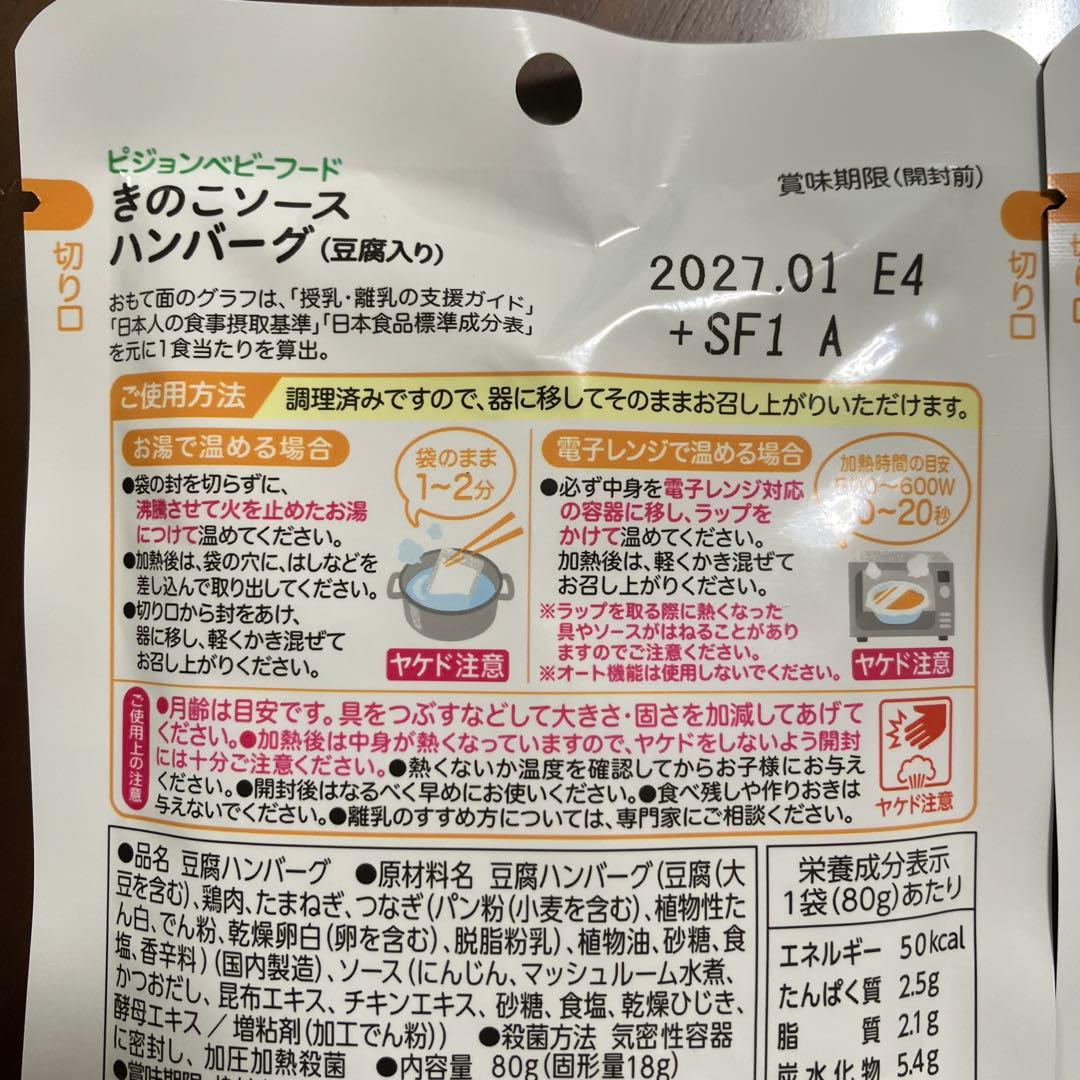 ピジョンベビーフード
きのこソース
ハンバーグ(豆腐入り)
おもて面のグラフは、「授乳・離乳の支援ガイド」
「日本人の食事摂取基準」「日本食品標準成分表」
を元に1食当たりを算出。
賞味期限(開封前)
2027.01 E4
+SF1 A
切り口
切り口
ご使用方法
調理済みですので、器に移してそのままお召し上がりいただけます。
お湯で温める場合
袋のまま
1〜2分
●袋の封を切らずに、
沸騰させて火を止めたお湯
につけて温めてください。
●加熱後は、袋の穴に、はしなどを
差し込んで取り出してください。
●切り口から封をあけ、
器に移し、軽くかき混ぜて
お召し上がりください。
ヤケド注意
電子レンジで温める場合
加熱時間の目安
〜600W
〜20秒
●必ず中身を電子レンジ対応
の容器に移し、ラップを
かけて温めてください。
加熱後は、軽くかき混ぜて
お召し上がりください。
※ラップを取る際に熱くなった
具やソースがはねることがあり
ますのでご注意ください。
※オート機能は使用しないでください。
ヤケド注意
ご使用上の注意
●月齢は目安です。具をつぶすなどして大きさ・固さを加減してあげて
ください。●加熱後は中身が熱くなっていますので、ヤケドをしないよう開封
には十分ご注意ください。●熱くないか温度を確認してからお子様にお与え
ください。●開封後はなるべく早めにお使いください。●食べ残しや作りおきは
与えないでください。●離乳のすすめ方については、専門家にご相談ください。
ヤケド注意
●品名 豆腐ハンバーグ ●原材料名 豆腐ハンバーグ(豆腐(大
豆を含む)、鶏肉、たまねぎ、つなぎ(パン粉(小麦を含む)、植物性た
ん白、でん粉、乾燥卵白(卵を含む)、脱脂粉乳)、植物油、砂糖、食
塩、香辛料)(国内製造)、ソース(にんじん、マッシュルーム水煮、
かつおだし、昆布エキス、チキンエキス、砂糖、食塩、乾燥ひじき、
酵母エキス/増粘剤(加工でん粉)) ●殺菌方法 気密性容器
に密封し、加圧加熱殺菌 ●内容量 80g(固形量18g)
●賞味期限
栄養成分表示
1袋(80g)あたり
エネルギー 50kcal
たんぱく質 2.5g
脂質 2.1g
炭水化物 5.4g